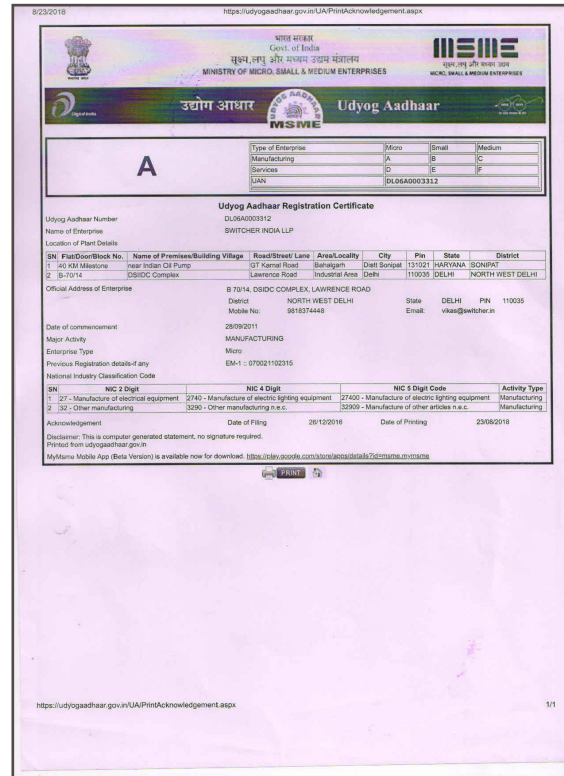 8/23/2018 https://udyogaadhaar.gov.in/UA/PrintAcknowledgement.aspx
भारत सरकार
Govt. of India
सूक्ष्म,लघु और मध्यम उद्यम मंत्रालय
MINISTRY OF MICRO, SMALL & MEDIUM ENTERPRISES
सूक्ष्म,लघु और मध्यम उद्यम
MICRO, SMALL & MEDIUM ENTERPRISES
Digital India
उद्योग आधार
UDYOG AADHAAR
MSME
Udyog Aadhaar
A
Type of Enterprise Micro Small Medium
Manufacturing A B C
Services D E F
UAN DL06A0003312
Udyog Aadhaar Registration Certificate
Udyog Aadhaar Number DL06A0003312
Name of Enterprise SWITCHER INDIA LLP
Location of Plant Details
SN Flat/Door/Block No. Name of Premises/Building Village Road/Street/ Lane Area/Locality City Pin State District
1 40 KM Milestone near Indian Oil Pump GT Karnal Road Bahalgarh Distt Sonipat 131021 HARYANA SONIPAT
2 B-70/14 DSIIDC Complex Lawrence Road Industrial Area Delhi 110035 DELHI NORTH WEST DELHI
Official Address of Enterprise B 70/14, DSIDC COMPLEX, LAWRENCE ROAD
District NORTH WEST DELHI State DELHI PIN 110035
Mobile No: 9818374448 Email: vikas@switcher.in
Date of commencement 28/09/2011
Major Activity MANUFACTURING
Enterprise Type Micro
Previous Registration details-if any EM-1 :: 070021102315
National Industry Classification Code
SN NIC 2 Digit NIC 4 Digit NIC 5 Digit Code Activity Type
1 27 - Manufacture of electrical equipment 2740 - Manufacture of electric lighting equipment 27400 - Manufacture of electric lighting equipment Manufacturing
2 32 - Other manufacturing 3290 - Other manufacturing n.e.c. 32909 - Manufacture of other articles n.e.c. Manufacturing
Acknowledgement Date of Filing 26/12/2016 Date of Printing 23/08/2018
Disclaimer: This is computer generated statement, no signature required.
Printed from udyogaadhaar.gov.in
MyMsme Mobile App (Beta Version) is available now for download. https://play.google.com/store/apps/details?id=msme.mymsme
PRINT
https://udyogaadhaar.gov.in/UA/PrintAcknowledgement.aspx 1/1